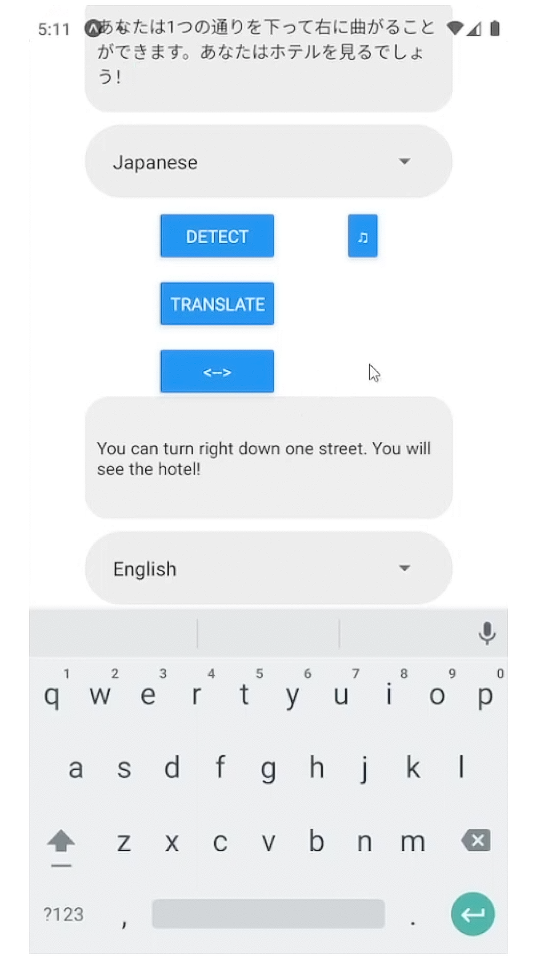 5:11
あなたは1つの通りを下って右に曲がること
ができます。あなたはホテルを見るでしょ
う!
Japanese
DETECT ♫
TRANSLATE
<-->
You can turn right down one street. You will
see the hotel!
English
1 2 3 4 5 6 7 8 9 0
q w e r t y u i o p
a s d f g h j k l
z x c v b n m
?123 , .